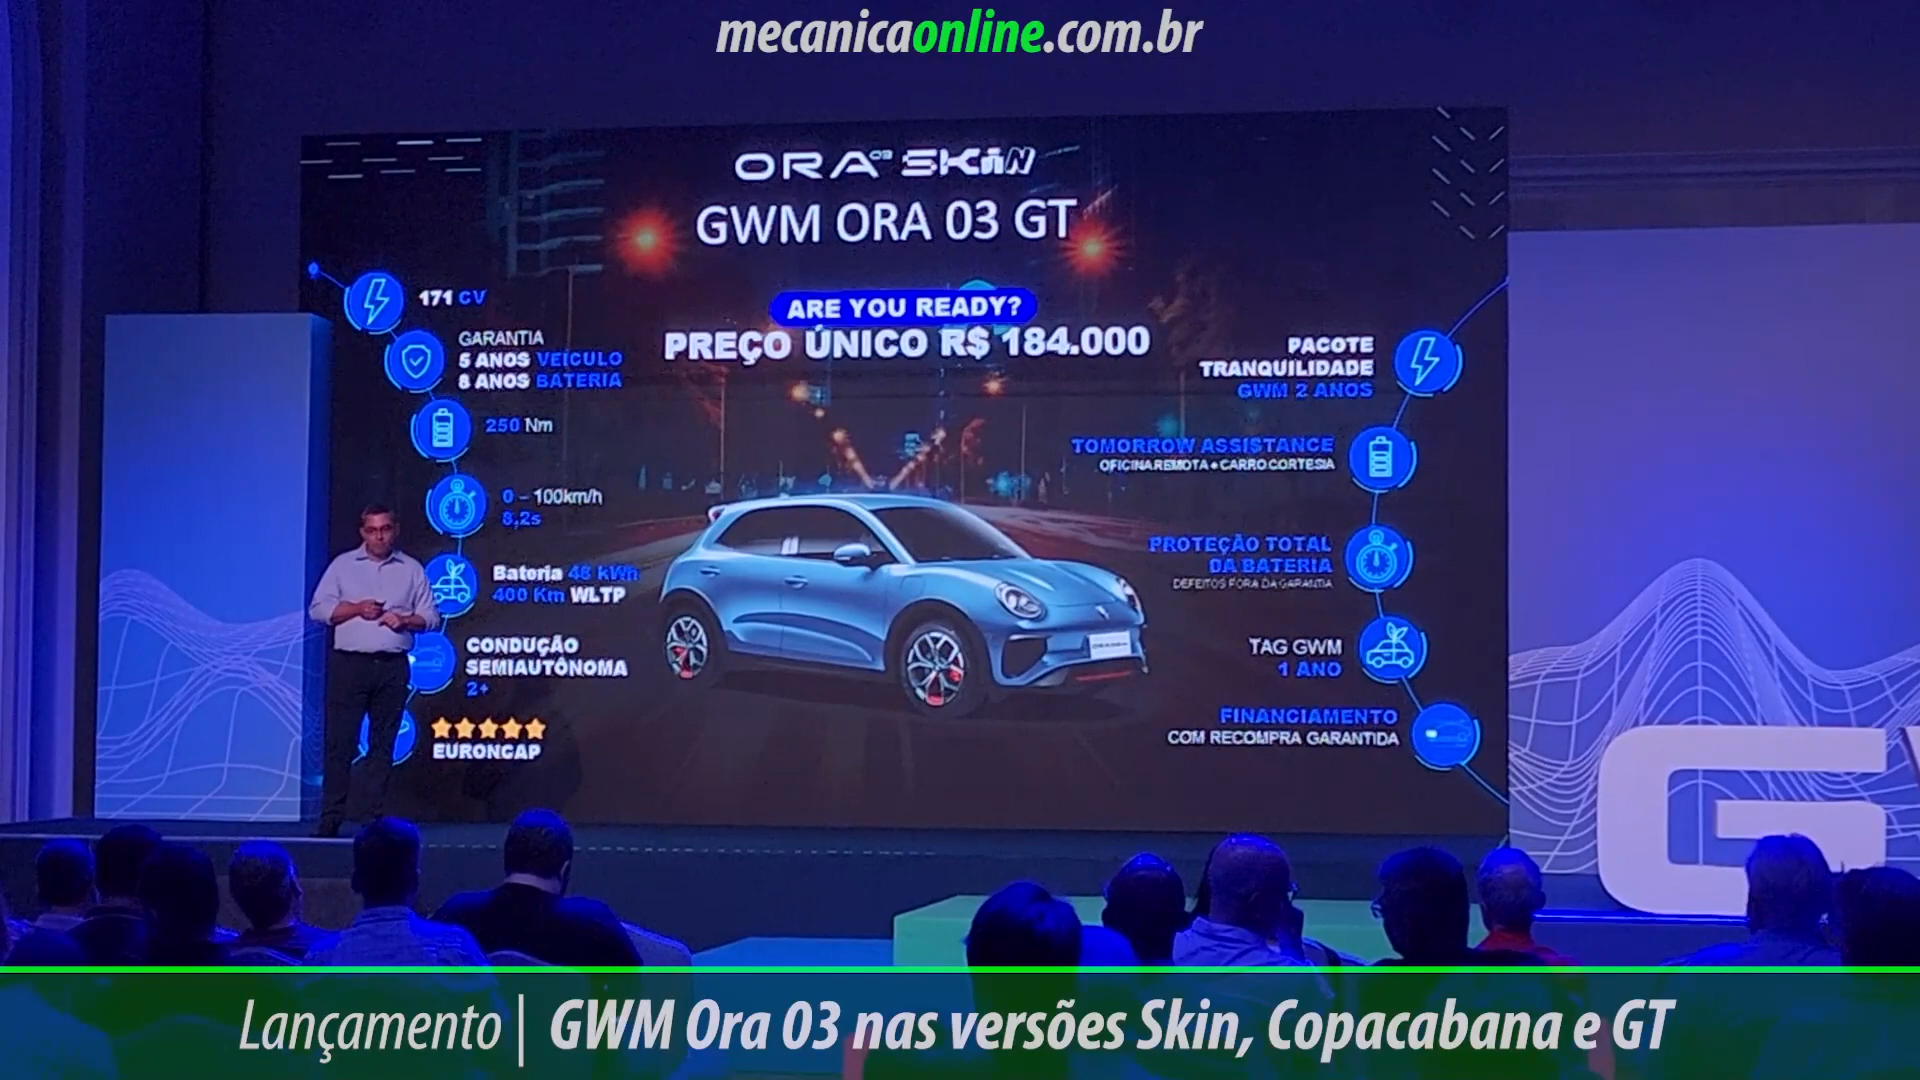 mecanicaonline.com.br
ORA 03 SKiN
GWM ORA 03 GT
ARE YOU READY?
PREÇO ÚNICO R$ 184.000
171 CV
GARANTIA
5 ANOS VEÍCULO
8 ANOS BATERIA
250 Nm
0 – 100km/h
8,2s
Bateria 48 kWh
400 Km WLTP
CONDUÇÃO
SEMIAUTÔNOMA
2+
EURONCAP
PACOTE
TRANQUILIDADE
GWM 2 ANOS
TOMORROW ASSISTANCE
OFICINA REMOTA + CARRO CORTESIA
PROTEÇÃO TOTAL
DA BATERIA
DEFEITOS FORA DA GARANTIA
TAG GWM
1 ANO
FINANCIAMENTO
COM RECOMPRA GARANTIDA
G
Lançamento | GWM Ora 03 nas versões Skin, Copacabana e GT